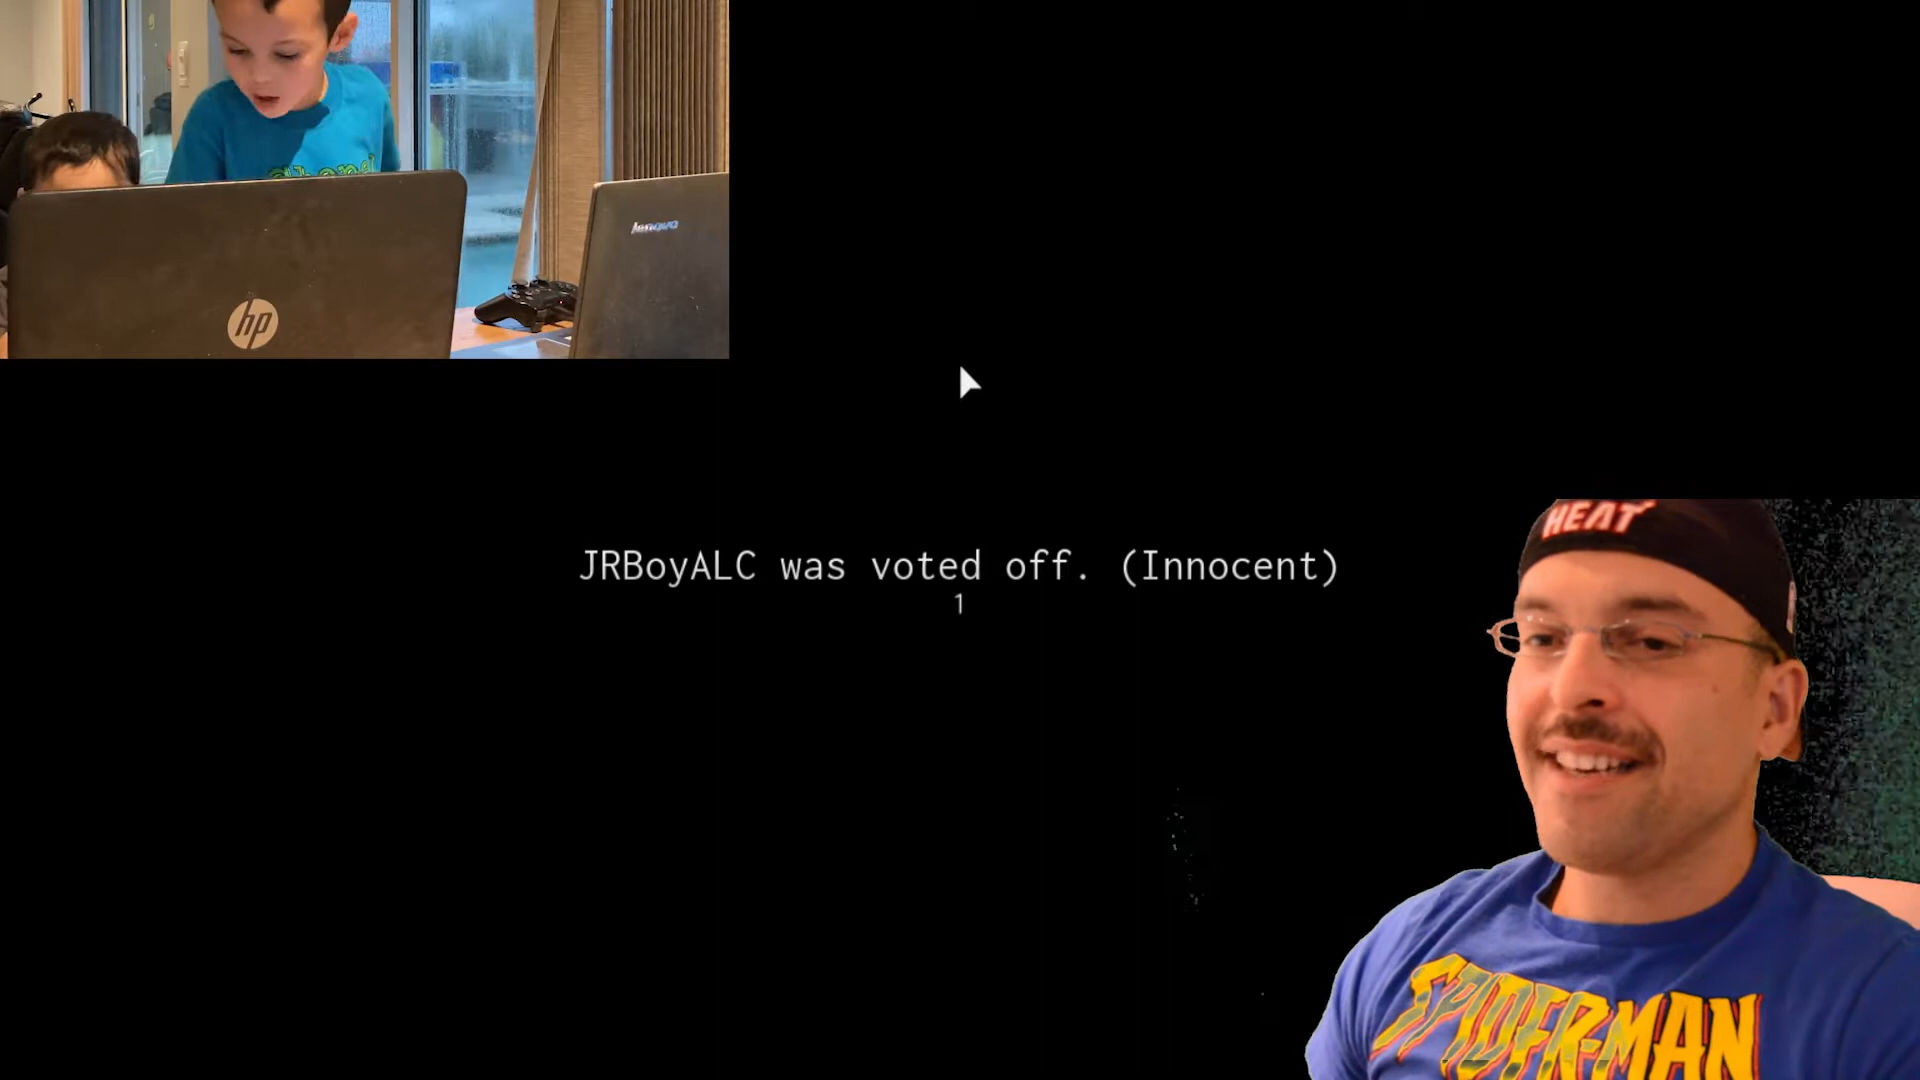 lenovo
hp
JRBoyALC was voted off. (Innocent)
1
HEAT
SPIDER-MAN